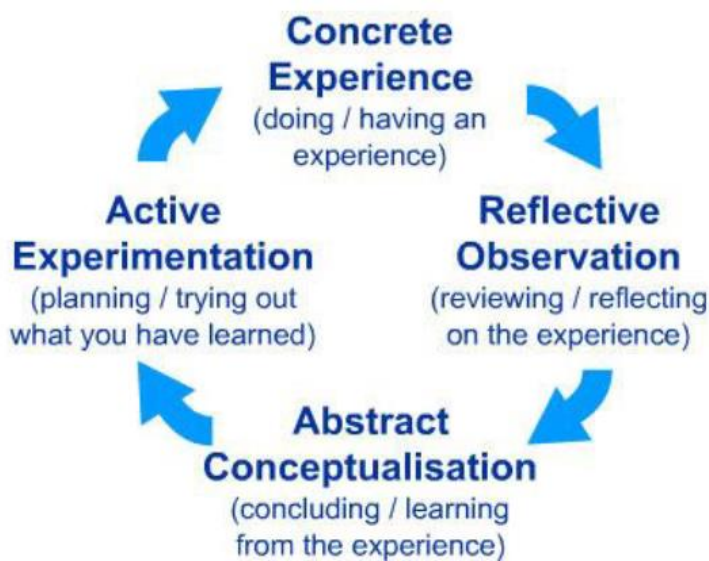 Concrete
Experience
(doing / having an
experience)
Reflective
Observation
(reviewing / reflecting
on the experience)
Abstract
Conceptualisation
(concluding / learning
from the experience)
Active
Experimentation
(planning / trying out
what you have learned)